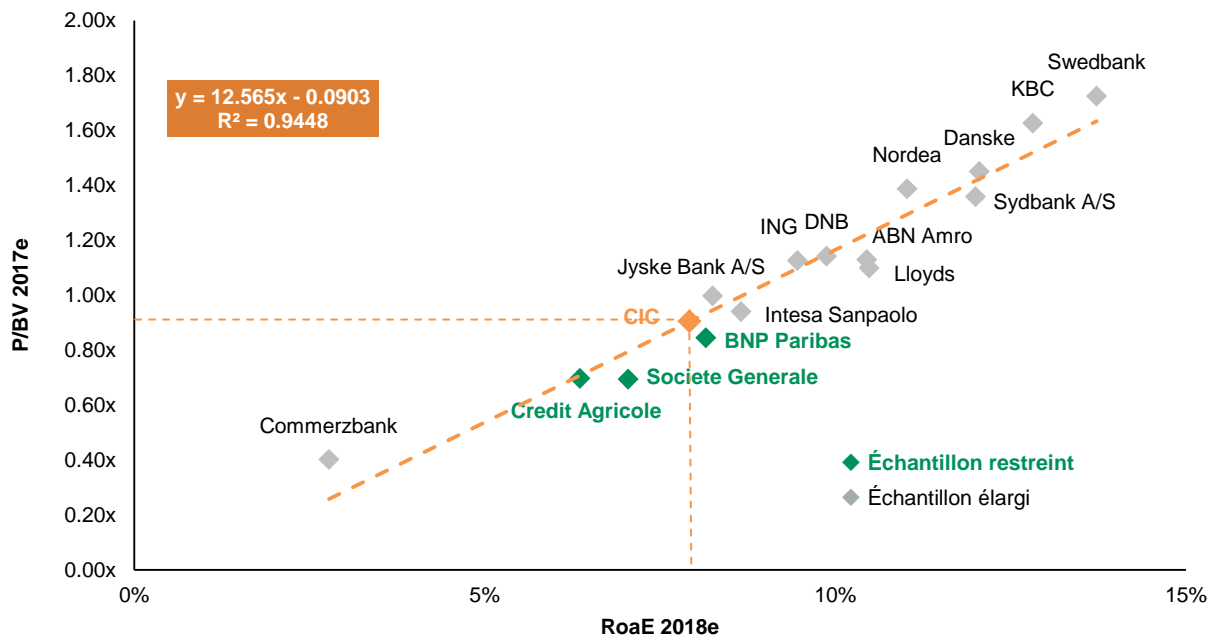 2.00x
1.80x
1.60x
1.40x
1.20x
1.00x
0.80x
0.60x
0.40x
0.20x
0.00x
P/BV 2017e
y = 12.565x - 0.0903
R² = 0.9448
Swedbank
KBC
Danske
Nordea
Sydbank A/S
ING
DNB
ABN Amro
Lloyds
Jyske Bank A/S
CIC
Intesa Sanpaolo
BNP Paribas
Societe Generale
Credit Agricole
Commerzbank
Échantillon restreint
Échantillon élargi
0%
5%
10%
15%
RoaE 2018e